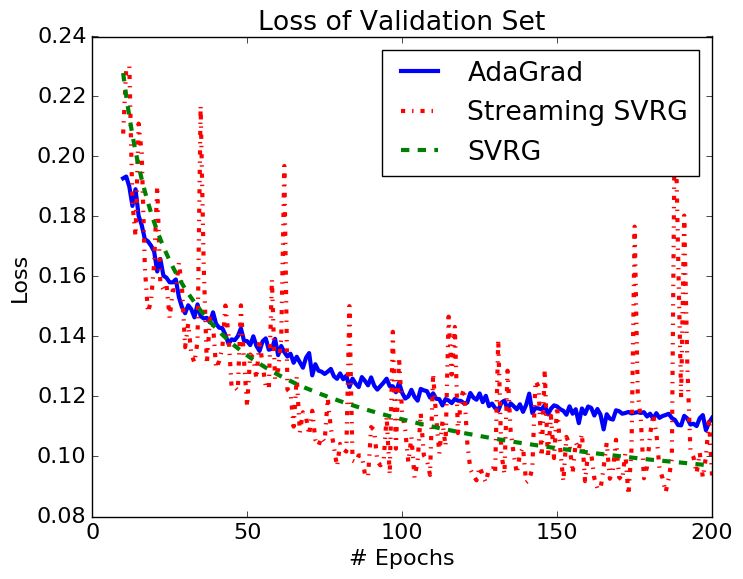 Loss of Validation Set
0.24
0.22
0.20
0.18
0.16
0.14
0.12
0.10
0.08
Loss
AdaGrad
Streaming SVRG
SVRG
0 50 100 150 200
# Epochs